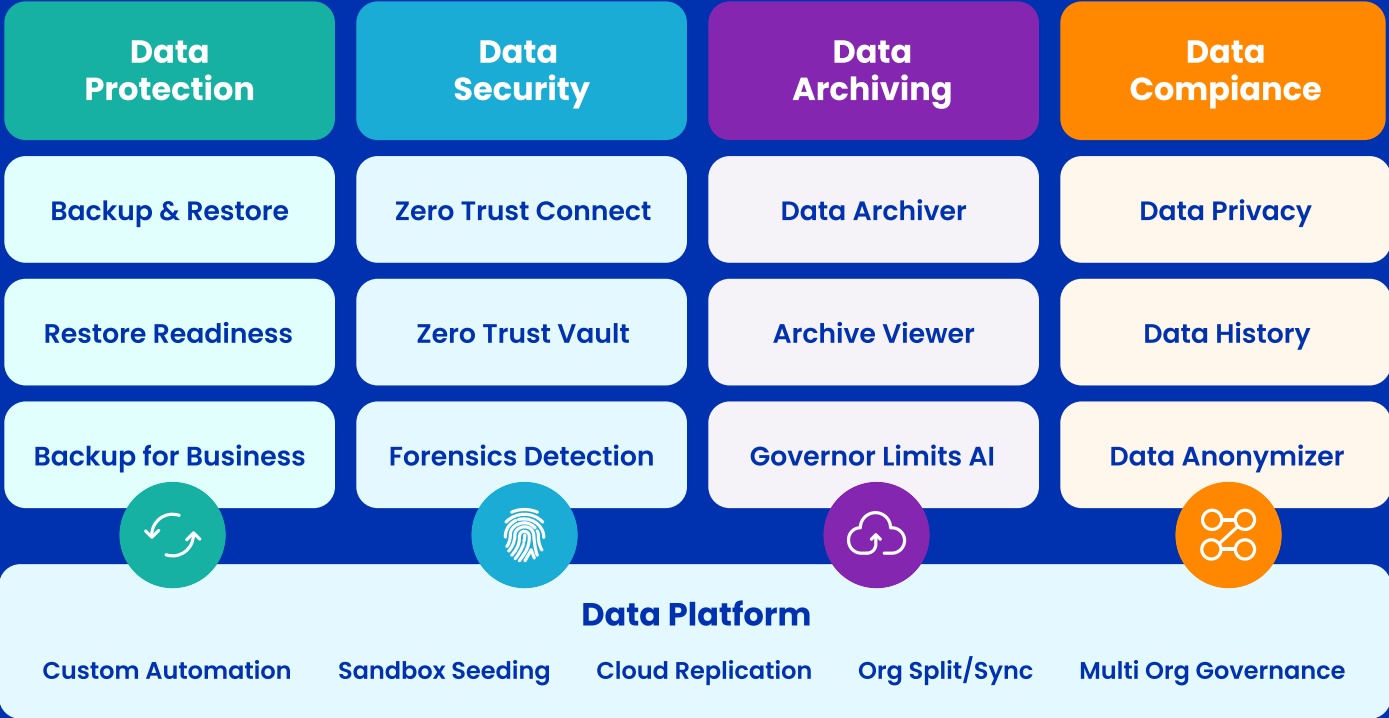 Data
Protection
Data
Security
Data
Archiving
Data
Compiance
Backup & Restore
Zero Trust Connect
Data Archiver
Data Privacy
Restore Readiness
Zero Trust Vault
Archive Viewer
Data History
Backup for Business
Forensics Detection
Governor Limits AI
Data Anonymizer
Data Platform
Custom Automation
Sandbox Seeding
Cloud Replication
Org Split/Sync
Multi Org Governance